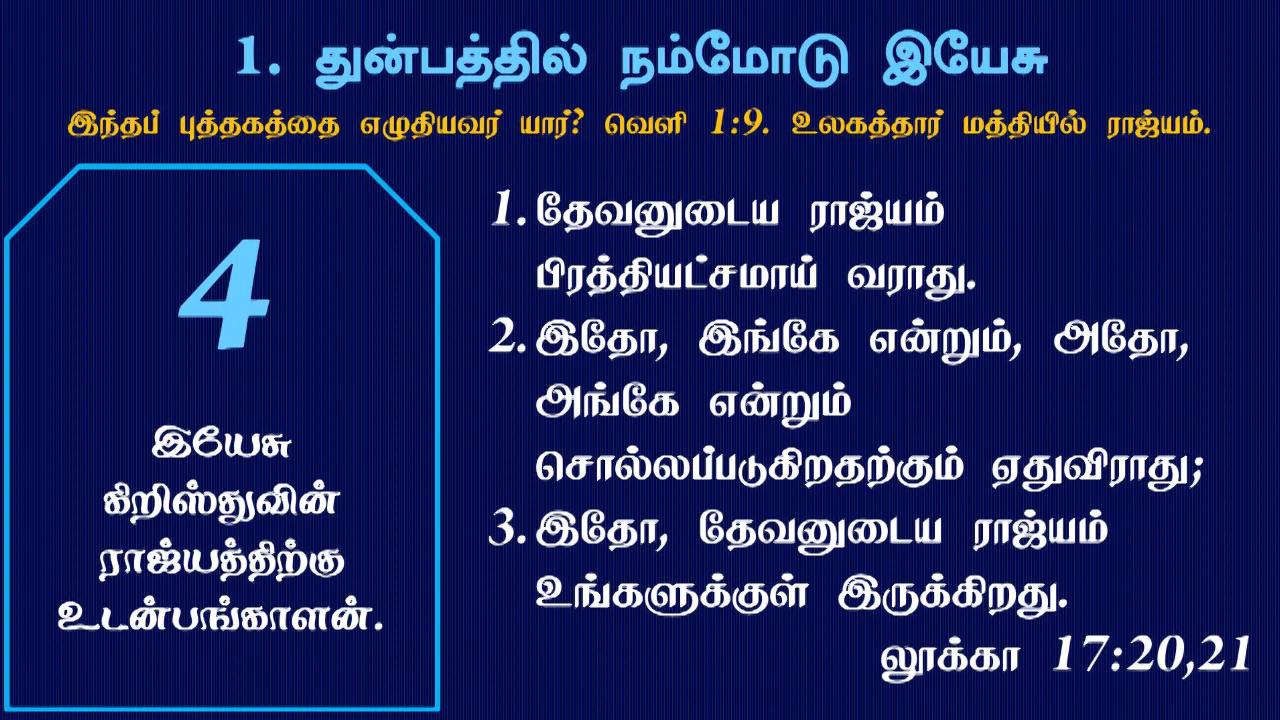 1. துன்பத்தில் நம்மோடு இயேசு
இந்தப் புத்தகத்தை எழுதியவர் யார்? வெளி 1:9. உலகத்தார் மத்தியில் ராஜ்யம்.
4
இயேசு
கிறிஸ்துவின்
ராஜ்யத்திற்கு
உடன்பங்காளன்.
1. தேவனுடைய ராஜ்யம்
பிரத்தியட்சமாய் வராது.
2. இதோ, இங்கே என்றும், அதோ,
அங்கே என்றும்
சொல்லப்படுகிறதற்கும் ஏதுவிராது;
3. இதோ, தேவனுடைய ராஜ்யம்
உங்களுக்குள் இருக்கிறது.
லூக்கா 17:20,21